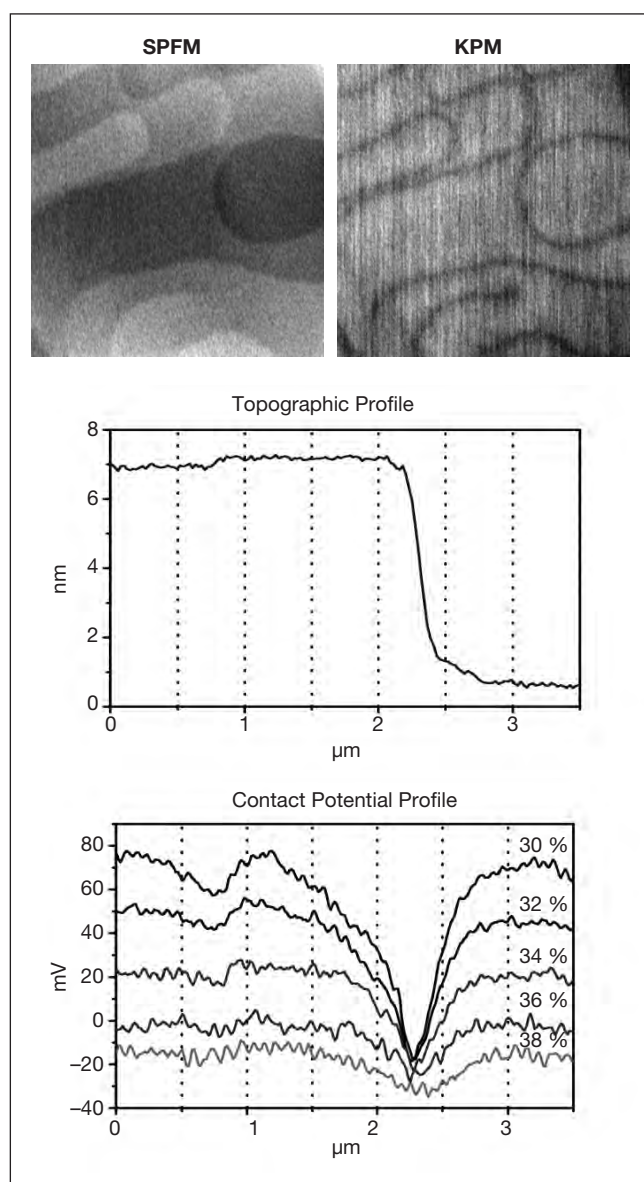 SPFM KPM
Topographic Profile
8
6
4
2
0
nm
0 1 2 3
µm
Contact Potential Profile
80
60
40
20
0
–20
–40
mV
30 %
32 %
34 %
36 %
38 %
0 1 2 3
µm